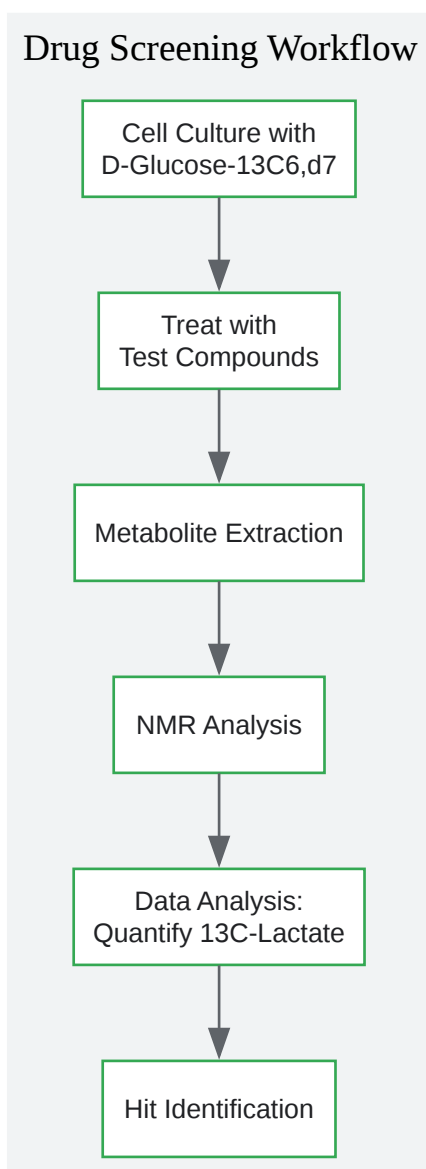 Drug Screening Workflow
Cell Culture with
D-Glucose-13C6,d7
Treat with
Test Compounds
Metabolite Extraction
NMR Analysis
Data Analysis:
Quantify 13C-Lactate
Hit Identification